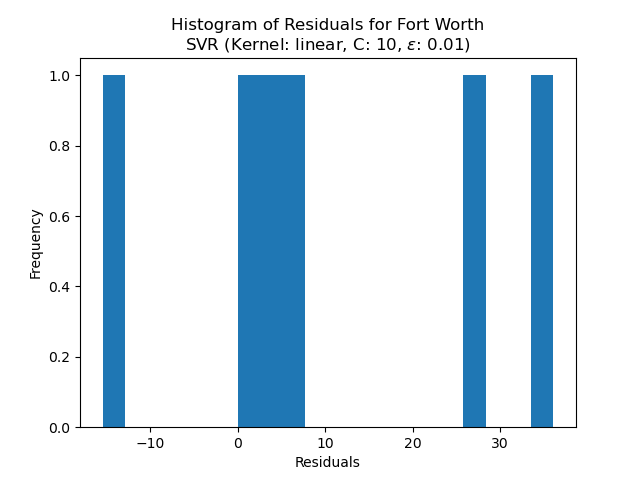 Histogram of Residuals for Fort Worth
SVR (Kernel: linear, C: 10, ε: 0.01)
1.0
0.8
0.6
0.4
0.2
0.0
Frequency
−10
0
10
20
30
Residuals